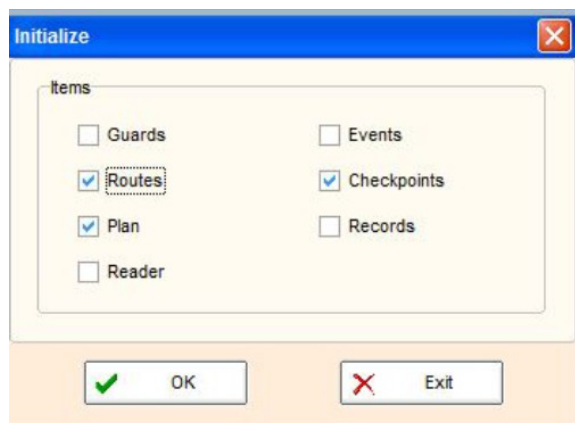 Initialize
Items
Guards
Events
Routes
Checkpoints
Plan
Records
Reader
OK
Exit